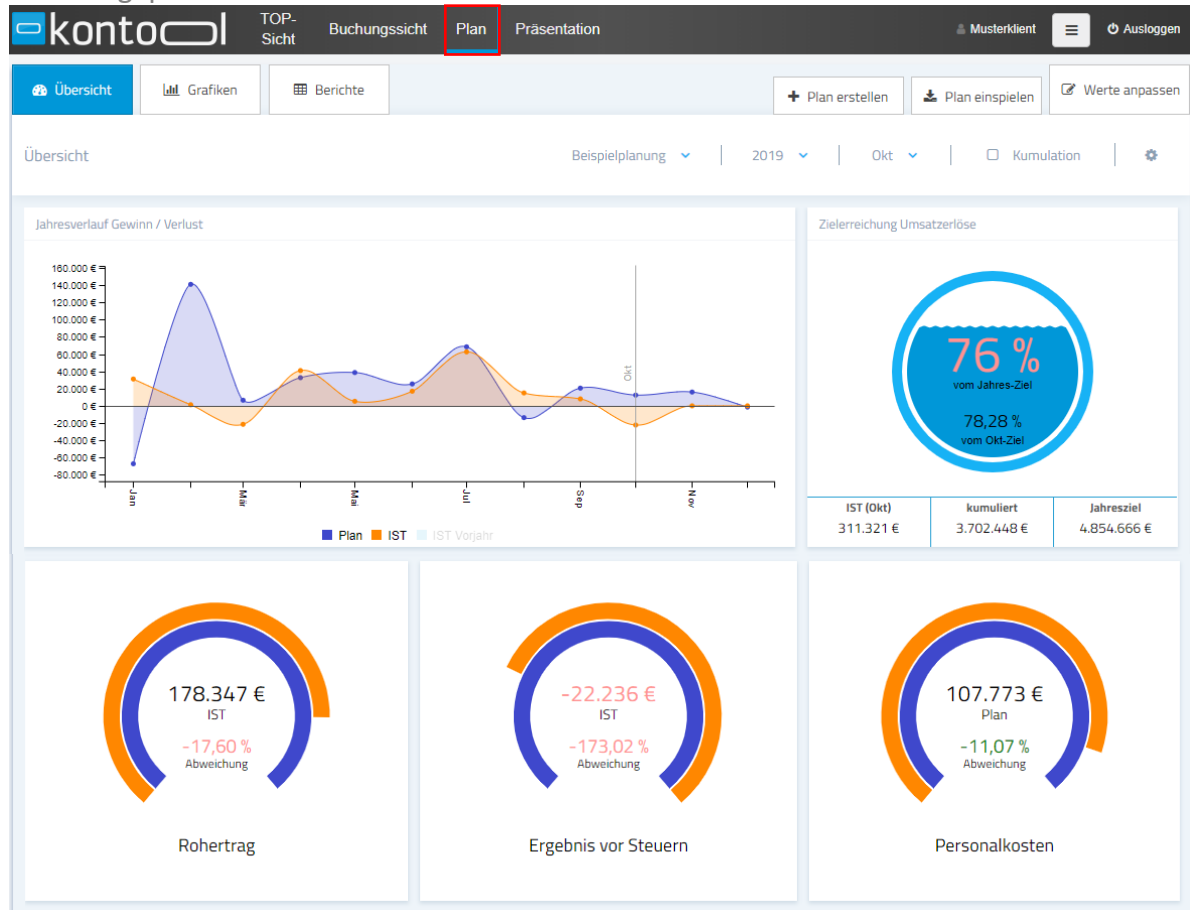 kontool
TOP-
Sicht
Buchungssicht
Plan
Präsentation
Musterklient
Ausloggen
Übersicht
Grafiken
Berichte
Plan erstellen
Plan einspielen
Werte anpassen
Übersicht
Beispielplanung
2019
Okt
Kumulation
Jahresverlauf Gewinn / Verlust
160.000 €
140.000 €
120.000 €
100.000 €
80.000 €
60.000 €
40.000 €
20.000 €
0 €
-20.000 €
-40.000 €
-60.000 €
-80.000 €
Okt
Jan
Mär
Mai
Jul
Sep
Nov
Plan
IST
IST Vorjahr
Zielerreichung Umsatzerlöse
76 %
vom Jahres-Ziel
78,28 %
vom Okt-Ziel
IST (Okt)
kumuliert
Jahresziel
311.321 €
3.702.448 €
4.854.666 €
178.347 €
IST
-17,60 %
Abweichung
Rohertrag
-22.236 €
IST
-173,02 %
Abweichung
Ergebnis vor Steuern
107.773 €
Plan
-11,07 %
Abweichung
Personalkosten